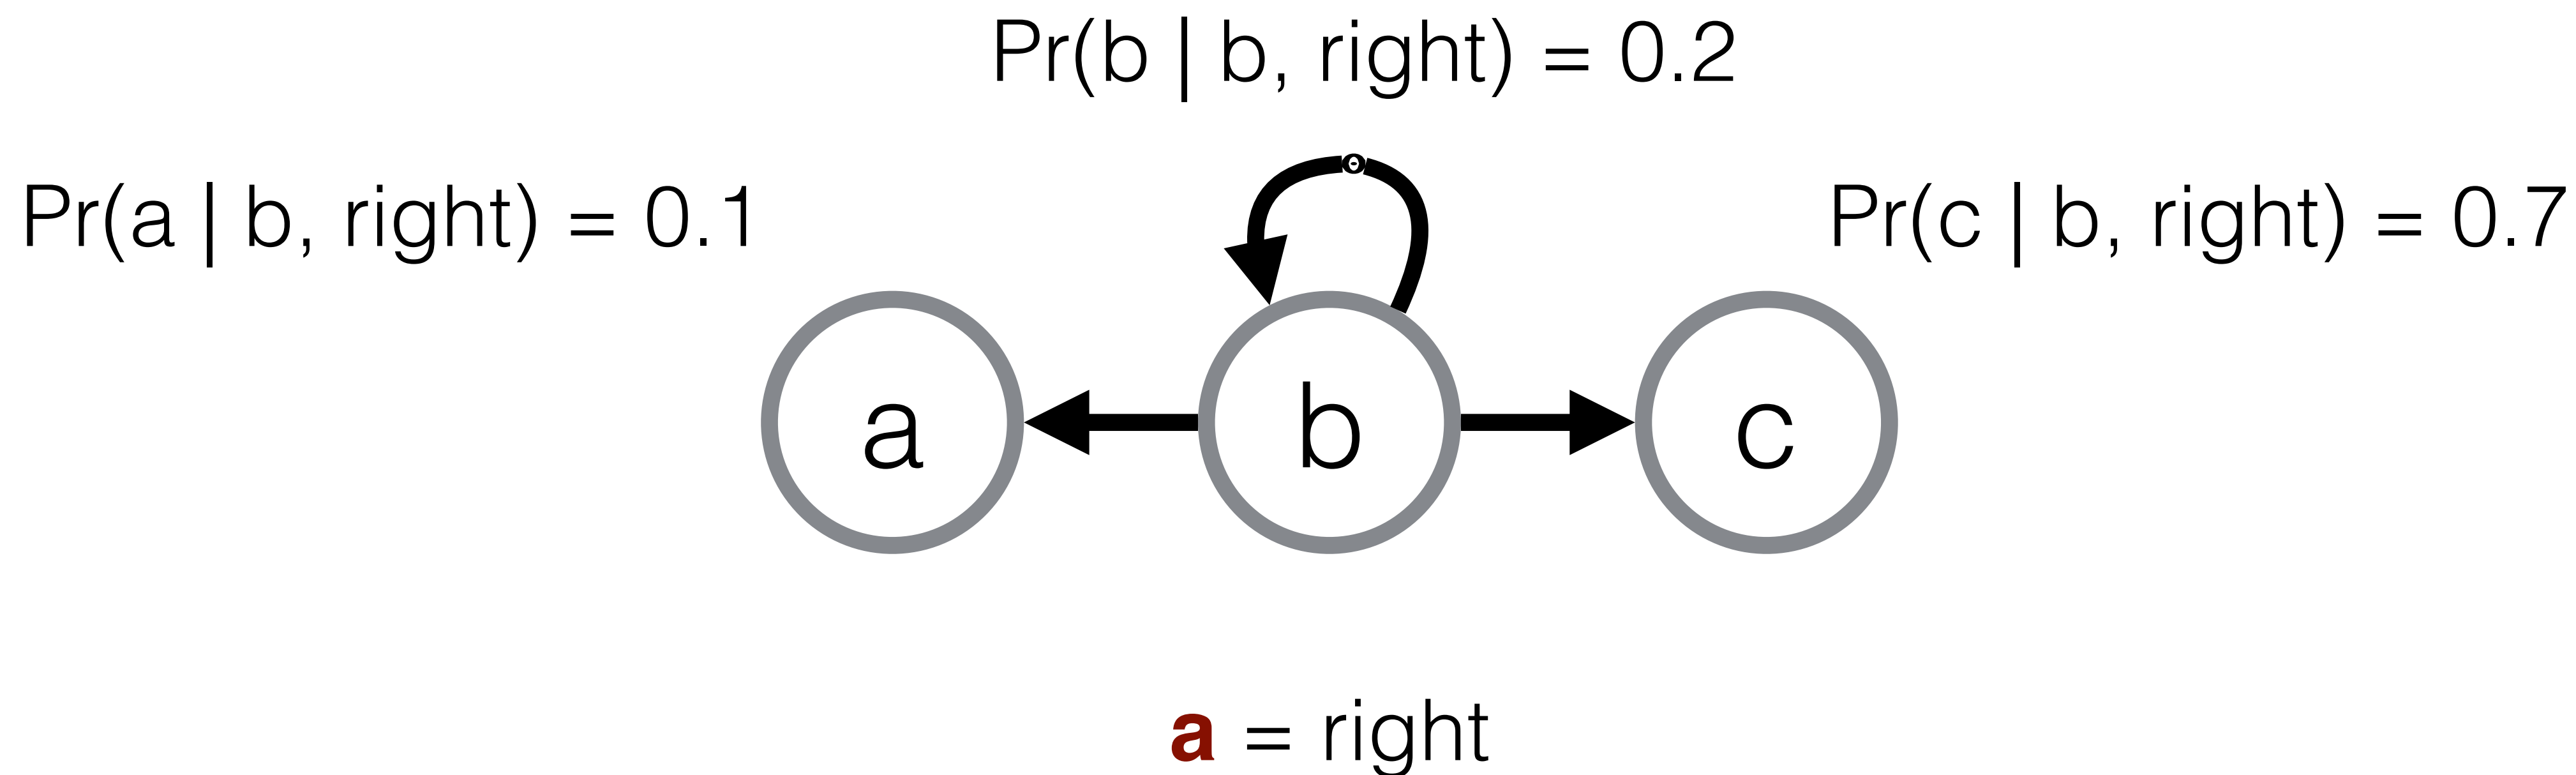 Pr(b | b, right) = 0.2
Pr(a | b, right) = 0.1
Pr(c | b, right) = 0.7
a
b
c
a = right